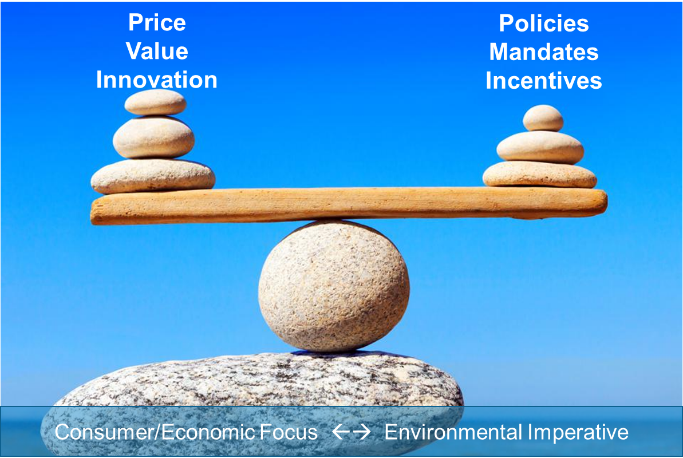 Price
Value
Innovation
Policies
Mandates
Incentives
Consumer/Economic Focus ←→ Environmental Imperative